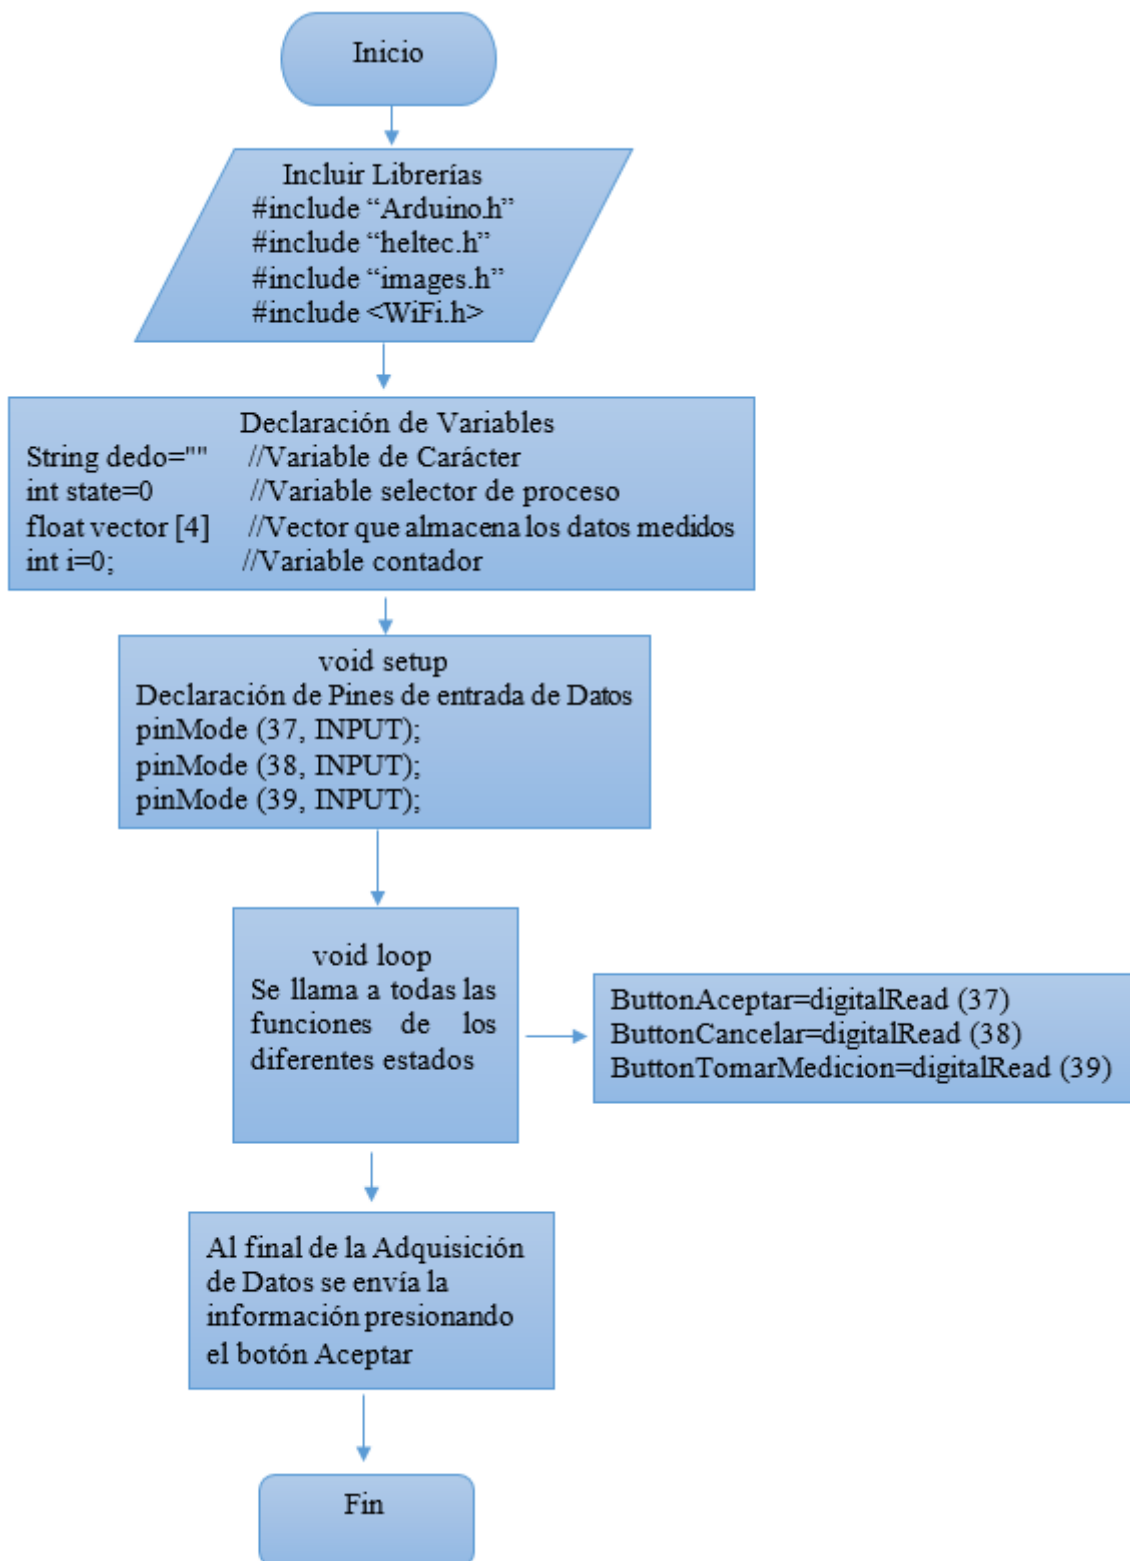 Inicio
Incluir Librerías
#include “Arduino.h”
#include “heltec.h”
#include “images.h”
#include <WiFi.h>
Declaración de Variables
String dedo="" //Variable de Carácter
int state=0 //Variable selector de proceso
float vector [4] //Vector que almacena los datos medidos
int i=0; //Variable contador
void setup
Declaración de Pines de entrada de Datos
pinMode (37, INPUT);
pinMode (38, INPUT);
pinMode (39, INPUT);
void loop
Se llama a todas las
funciones de los
diferentes estados
ButtonAceptar=digitalRead (37)
ButtonCancelar=digitalRead (38)
ButtonTomarMedicion=digitalRead (39)
Al final de la Adquisición
de Datos se envía la
información presionando
el botón Aceptar
Fin